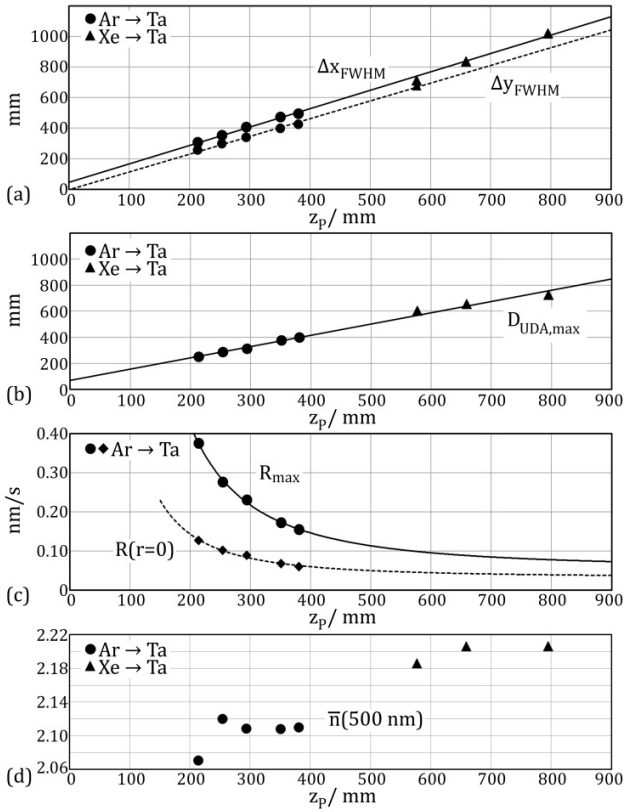 ● Ar → Ta
▲ Xe → Ta
1000
800
600
400
200
0
mm
Δx_FWHM
Δy_FWHM
0 100 200 300 400 500 600 700 800 900
z_P / mm
(a)
● Ar → Ta
▲ Xe → Ta
1000
800
600
400
200
0
mm
D_UDA,max
0 100 200 300 400 500 600 700 800 900
z_P / mm
(b)
0.40
●◆ Ar → Ta
0.30
0.20
0.10
0
nm/s
R_max
R(r=0)
0 100 200 300 400 500 600 700 800 900
z_P / mm
(c)
2.22
● Ar → Ta
▲ Xe → Ta
2.18
2.14
2.10
2.06
n̅(500 nm)
0 100 200 300 400 500 600 700 800 900
z_P / mm
(d)